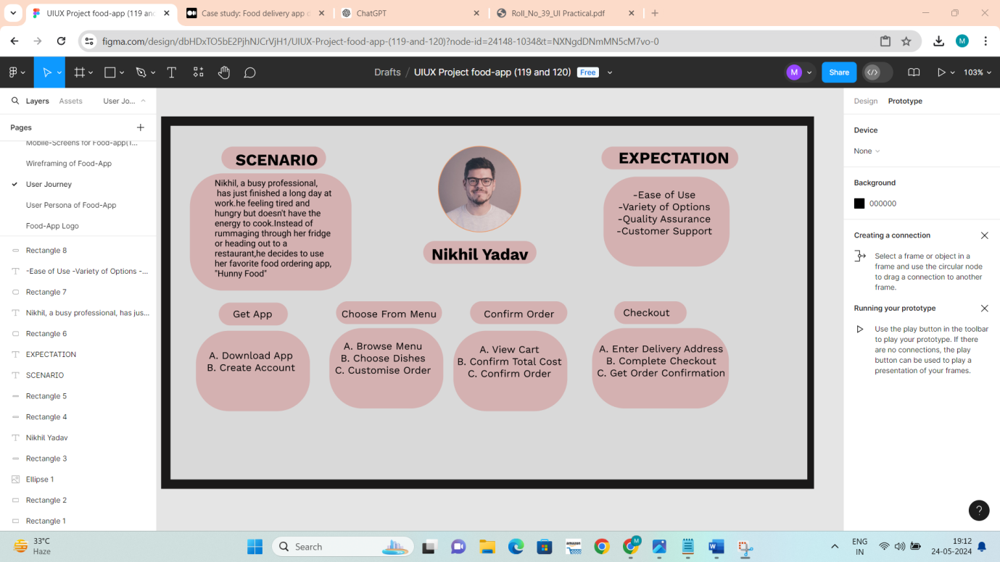 UIUX Project food-app (119 and
Case study: Food delivery app d
ChatGPT
Roll_No_39_UI Practical.pdf
figma.com/design/dbHDxTO5bE2PjhNJCrVjH1/UIUX-Project-food-app-(119-and-120)?node-id=24148-1034&t=NXNgdDNmMN5cM7vo-0
M
Drafts / UIUX Project food-app (119 and 120) Free
M
Share
103%
Layers Assets User Jo...
Pages
Mobile-Screens for Food-app(1...
Wireframing of Food-App
User Journey
User Persona of Food-App
Food-App Logo
Rectangle 8
-Ease of Use -Variety of Options -...
Rectangle 7
Nikhil, a busy professional, has jus...
Rectangle 6
EXPECTATION
SCENARIO
Rectangle 5
Rectangle 4
Nikhil Yadav
Rectangle 3
Ellipse 1
Rectangle 2
Rectangle 1
SCENARIO
Nikhil, a busy professional,
has just finished a long day at
work.he feeling tired and
hungry but doesn't have the
energy to cook.Instead of
rummaging through her fridge
or heading out to a
restaurant,he decides to use
her favorite food ordering app,
"Hunny Food"
Nikhil Yadav
EXPECTATION
-Ease of Use
-Variety of Options
-Quality Assurance
-Customer Support
Get App
A. Download App
B. Create Account
Choose From Menu
A. Browse Menu
B. Choose Dishes
C. Customise Order
Confirm Order
A. View Cart
B. Confirm Total Cost
C. Confirm Order
Checkout
A. Enter Delivery Address
B. Complete Checkout
C. Get Order Confirmation
Design Prototype
Device
None
Background
000000
Creating a connection
Select a frame or object in a
frame and use the circular node
to drag a connection to another
frame.
Running your prototype
Use the play button in the toolbar
to play your prototype. If there
are no connections, the play
button can be used to play a
presentation of your frames.
?
33°C
Haze
Search
amazon
M
W
ENG
IN
19:12
24-05-2024